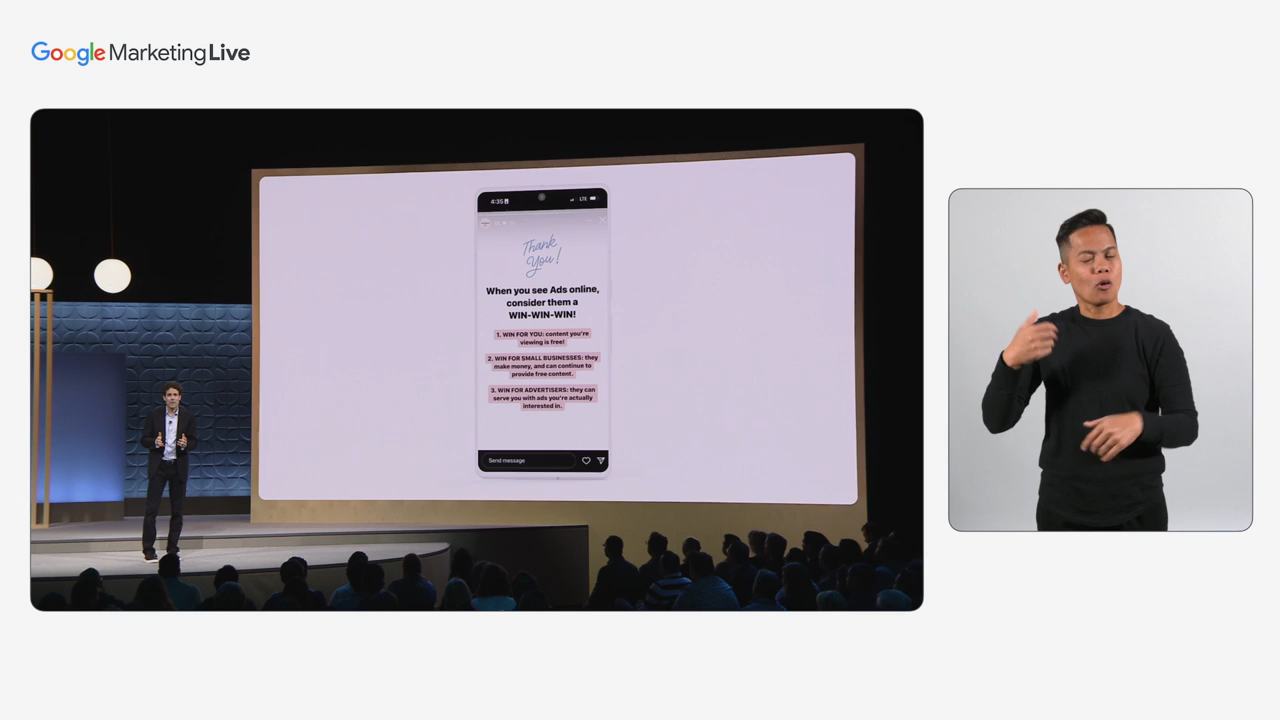 Google Marketing Live
4:35
LTE
Thank
You!
When you see Ads online,
consider them a
WIN-WIN-WIN!
1. WIN FOR YOU: content you're
viewing is free!
2. WIN FOR SMALL BUSINESSES: they
make money, and can continue to
provide free content.
3. WIN FOR ADVERTISERS: they can
serve you with ads you're actually
interested in.
Send message